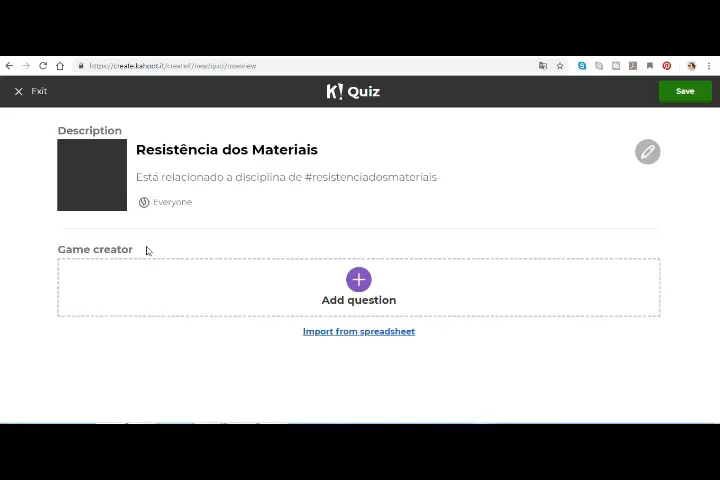 https://create.kahoot.it/create#/new/quiz/overview
Exit
K! Quiz
Save
Description
Resistência dos Materiais
Está relacionado a disciplina de #resistenciadosmateriais
Everyone
Game creator
Add question
Import from spreadsheet